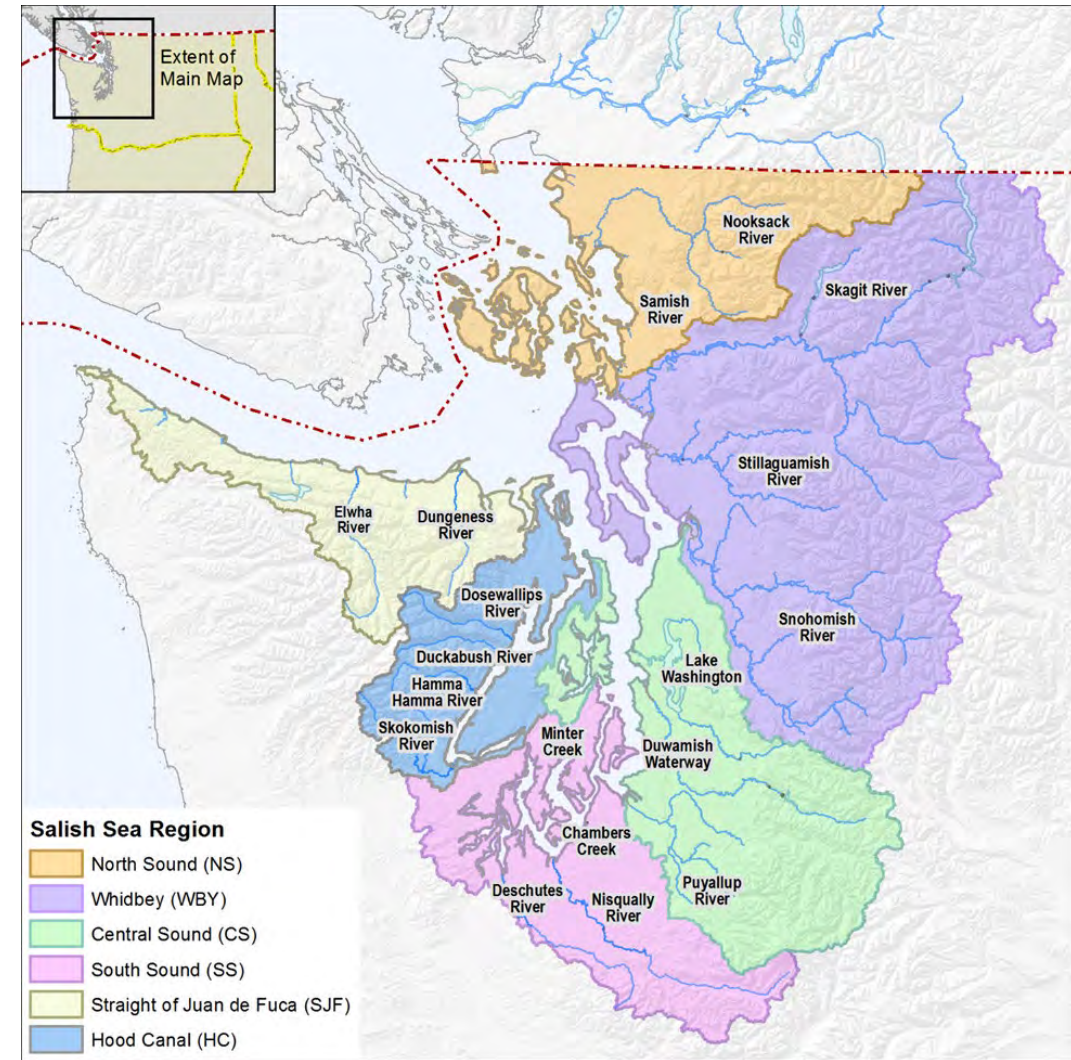 Extent of
Main Map
Nooksack
River
Skagit River
Samish
River
Stillaguamish
River
Elwha
River
Dungeness
River
Dosewallips
River
Snohomish
River
Duckabush River
Lake
Washington
Hamma
Hamma River
Skokomish
River
Minter
Creek
Duwamish
Waterway
Chambers
Creek
Puyallup
River
Deschutes
River
Nisqually
River
Salish Sea Region
North Sound (NS)
Whidbey (WBY)
Central Sound (CS)
South Sound (SS)
Straight of Juan de Fuca (SJF)
Hood Canal (HC)